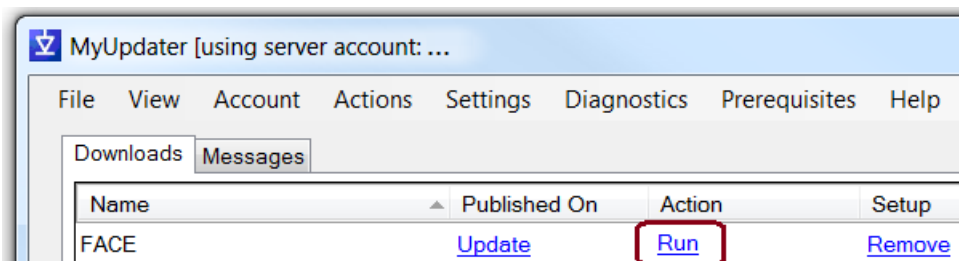 MyUpdater [using server account: ...
File View Account Actions Settings Diagnostics Prerequisites Help
Downloads Messages
Name Published On Action Setup
FACE Update Run Remove